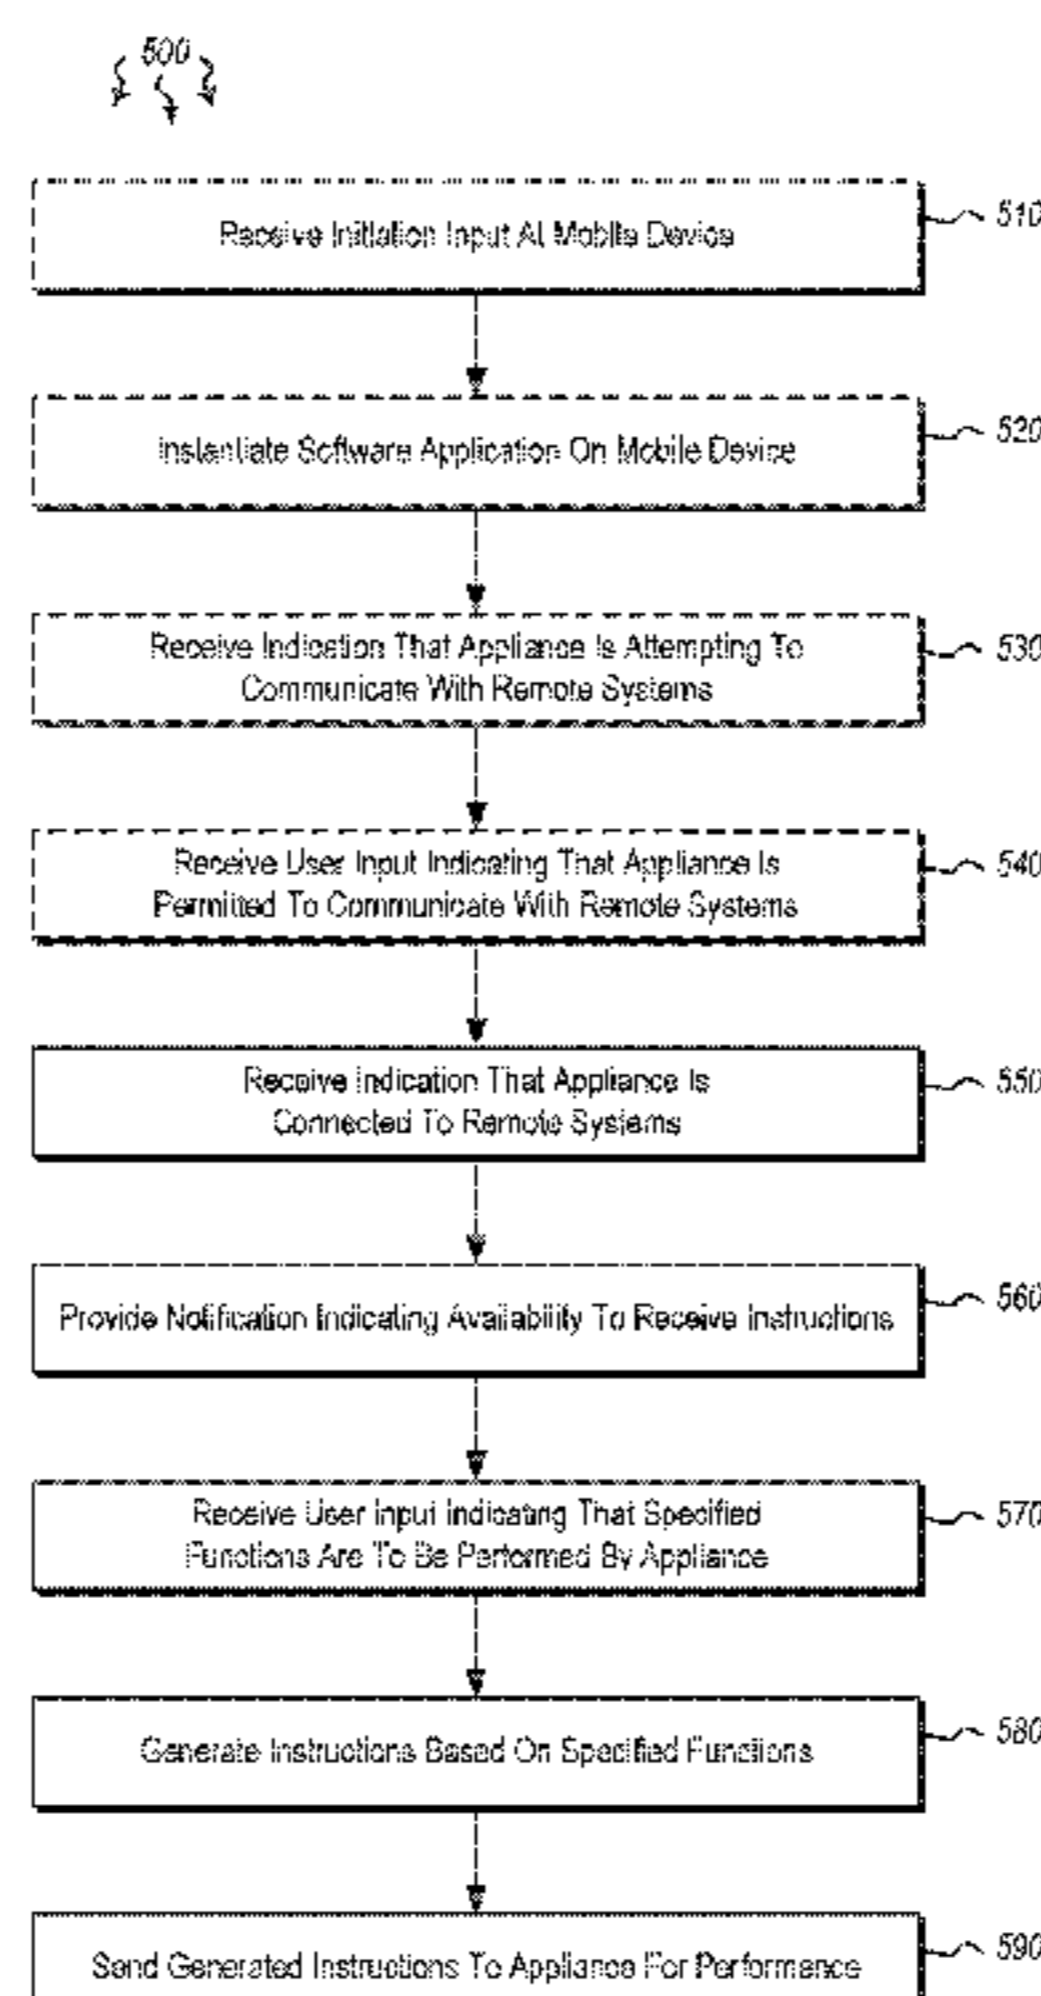 500
Receive Initiation Input At Mobile Device
510
Instantiate Software Application On Mobile Device
520
Receive Indication That Appliance Is Attempting To
Communicate With Remote Systems
530
Receive User Input Indicating That Appliance Is
Permitted To Communicate With Remote Systems
540
Receive Indication That Appliance Is
Connected To Remote Systems
550
Provide Notification Indicating Availability To Receive Instructions
560
Receive User Input Indicating That Specified
Functions Are To Be Performed By Appliance
570
Generate Instructions Based On Specified Functions
580
Send Generated Instructions To Appliance For Performance
590